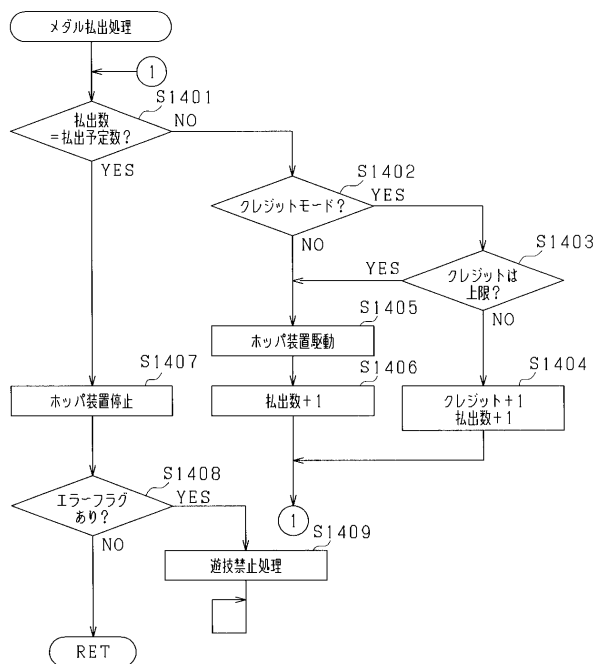 メダル払出処理
1
S1401
払出数
=払出予定数?
NO
YES
S1402
クレジットモード?
YES
NO
S1403
クレジットは
上限?
YES
NO
S1405
ホッパ装置駆動
S1407
ホッパ装置停止
S1406
払出数+1
S1404
クレジット+1
払出数+1
S1408
エラーフラグ
あり?
YES
NO
1
S1409
遊技禁止処理
RET